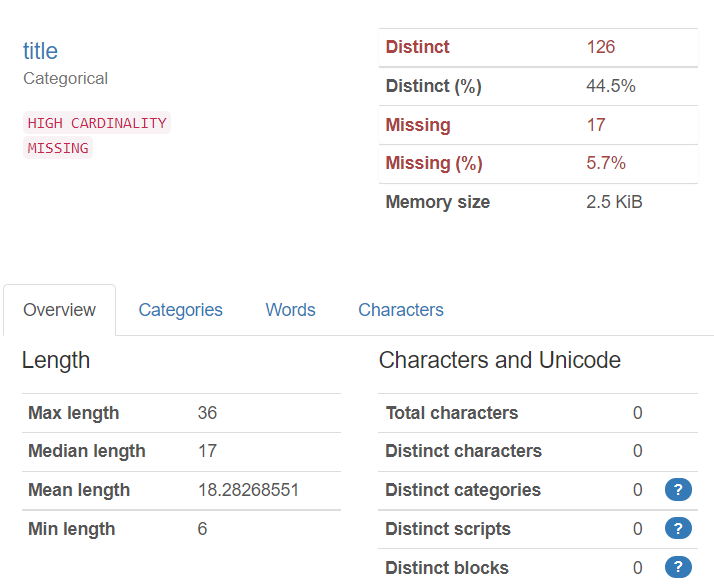 title
Categorical
HIGH CARDINALITY
MISSING
Distinct 126
Distinct (%) 44.5%
Missing 17
Missing (%) 5.7%
Memory size 2.5 KiB
Overview Categories Words Characters
Length
Max length 36
Median length 17
Mean length 18.28268551
Min length 6
Characters and Unicode
Total characters 0
Distinct characters 0
Distinct categories 0 ?
Distinct scripts 0 ?
Distinct blocks 0 ?